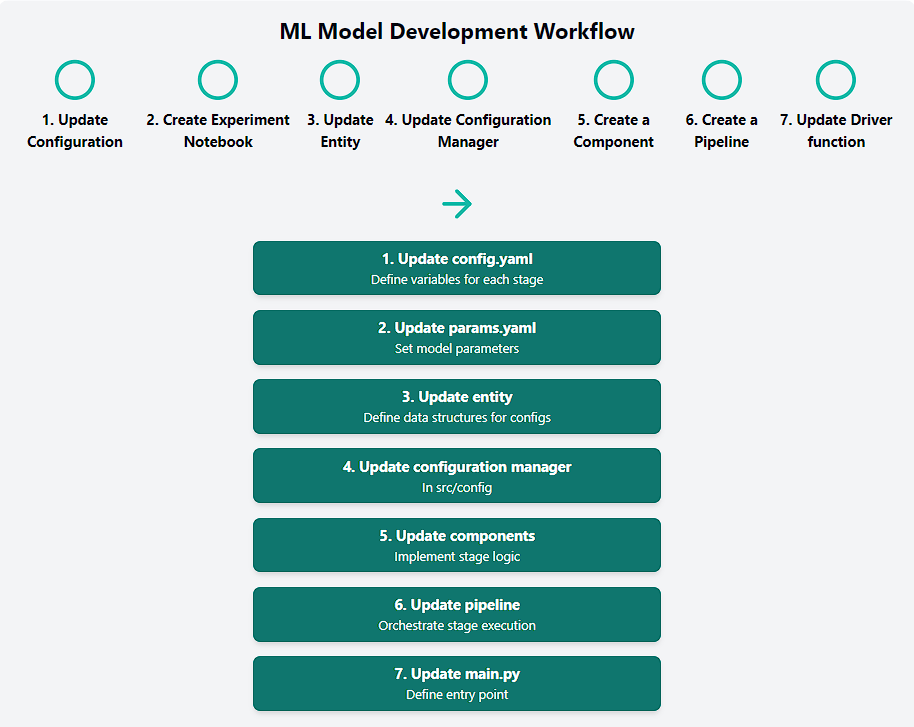 ML Model Development Workflow
1. Update
Configuration
2. Create Experiment
Notebook
3. Update
Entity
4. Update Configuration
Manager
5. Create a
Component
6. Create a
Pipeline
7. Update Driver
function
1. Update config.yaml
Define variables for each stage
2. Update params.yaml
Set model parameters
3. Update entity
Define data structures for configs
4. Update configuration manager
In src/config
5. Update components
Implement stage logic
6. Update pipeline
Orchestrate stage execution
7. Update main.py
Define entry point